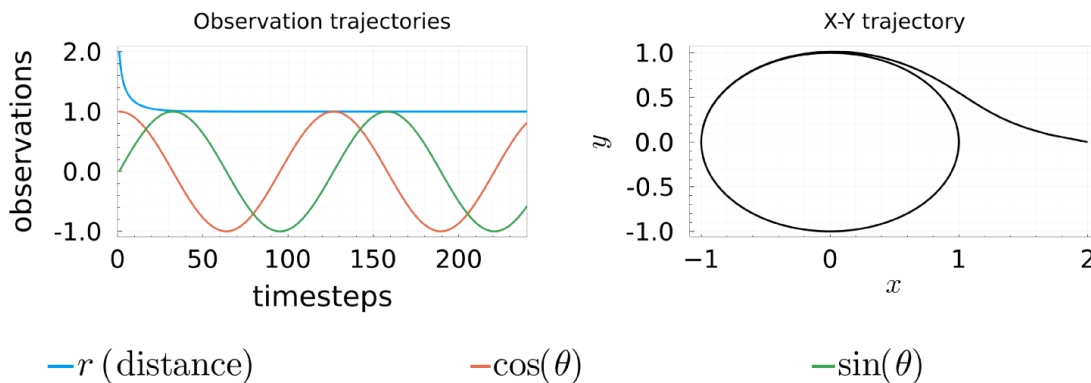 Observation trajectories
observations
2.0
1.0
0.0
-1.0
0 50 100 150 200
timesteps
X-Y trajectory
y
1.0
0.5
0.0
-0.5
-1.0
−1 0 1 2
x
r (distance)
cos(θ)
sin(θ)